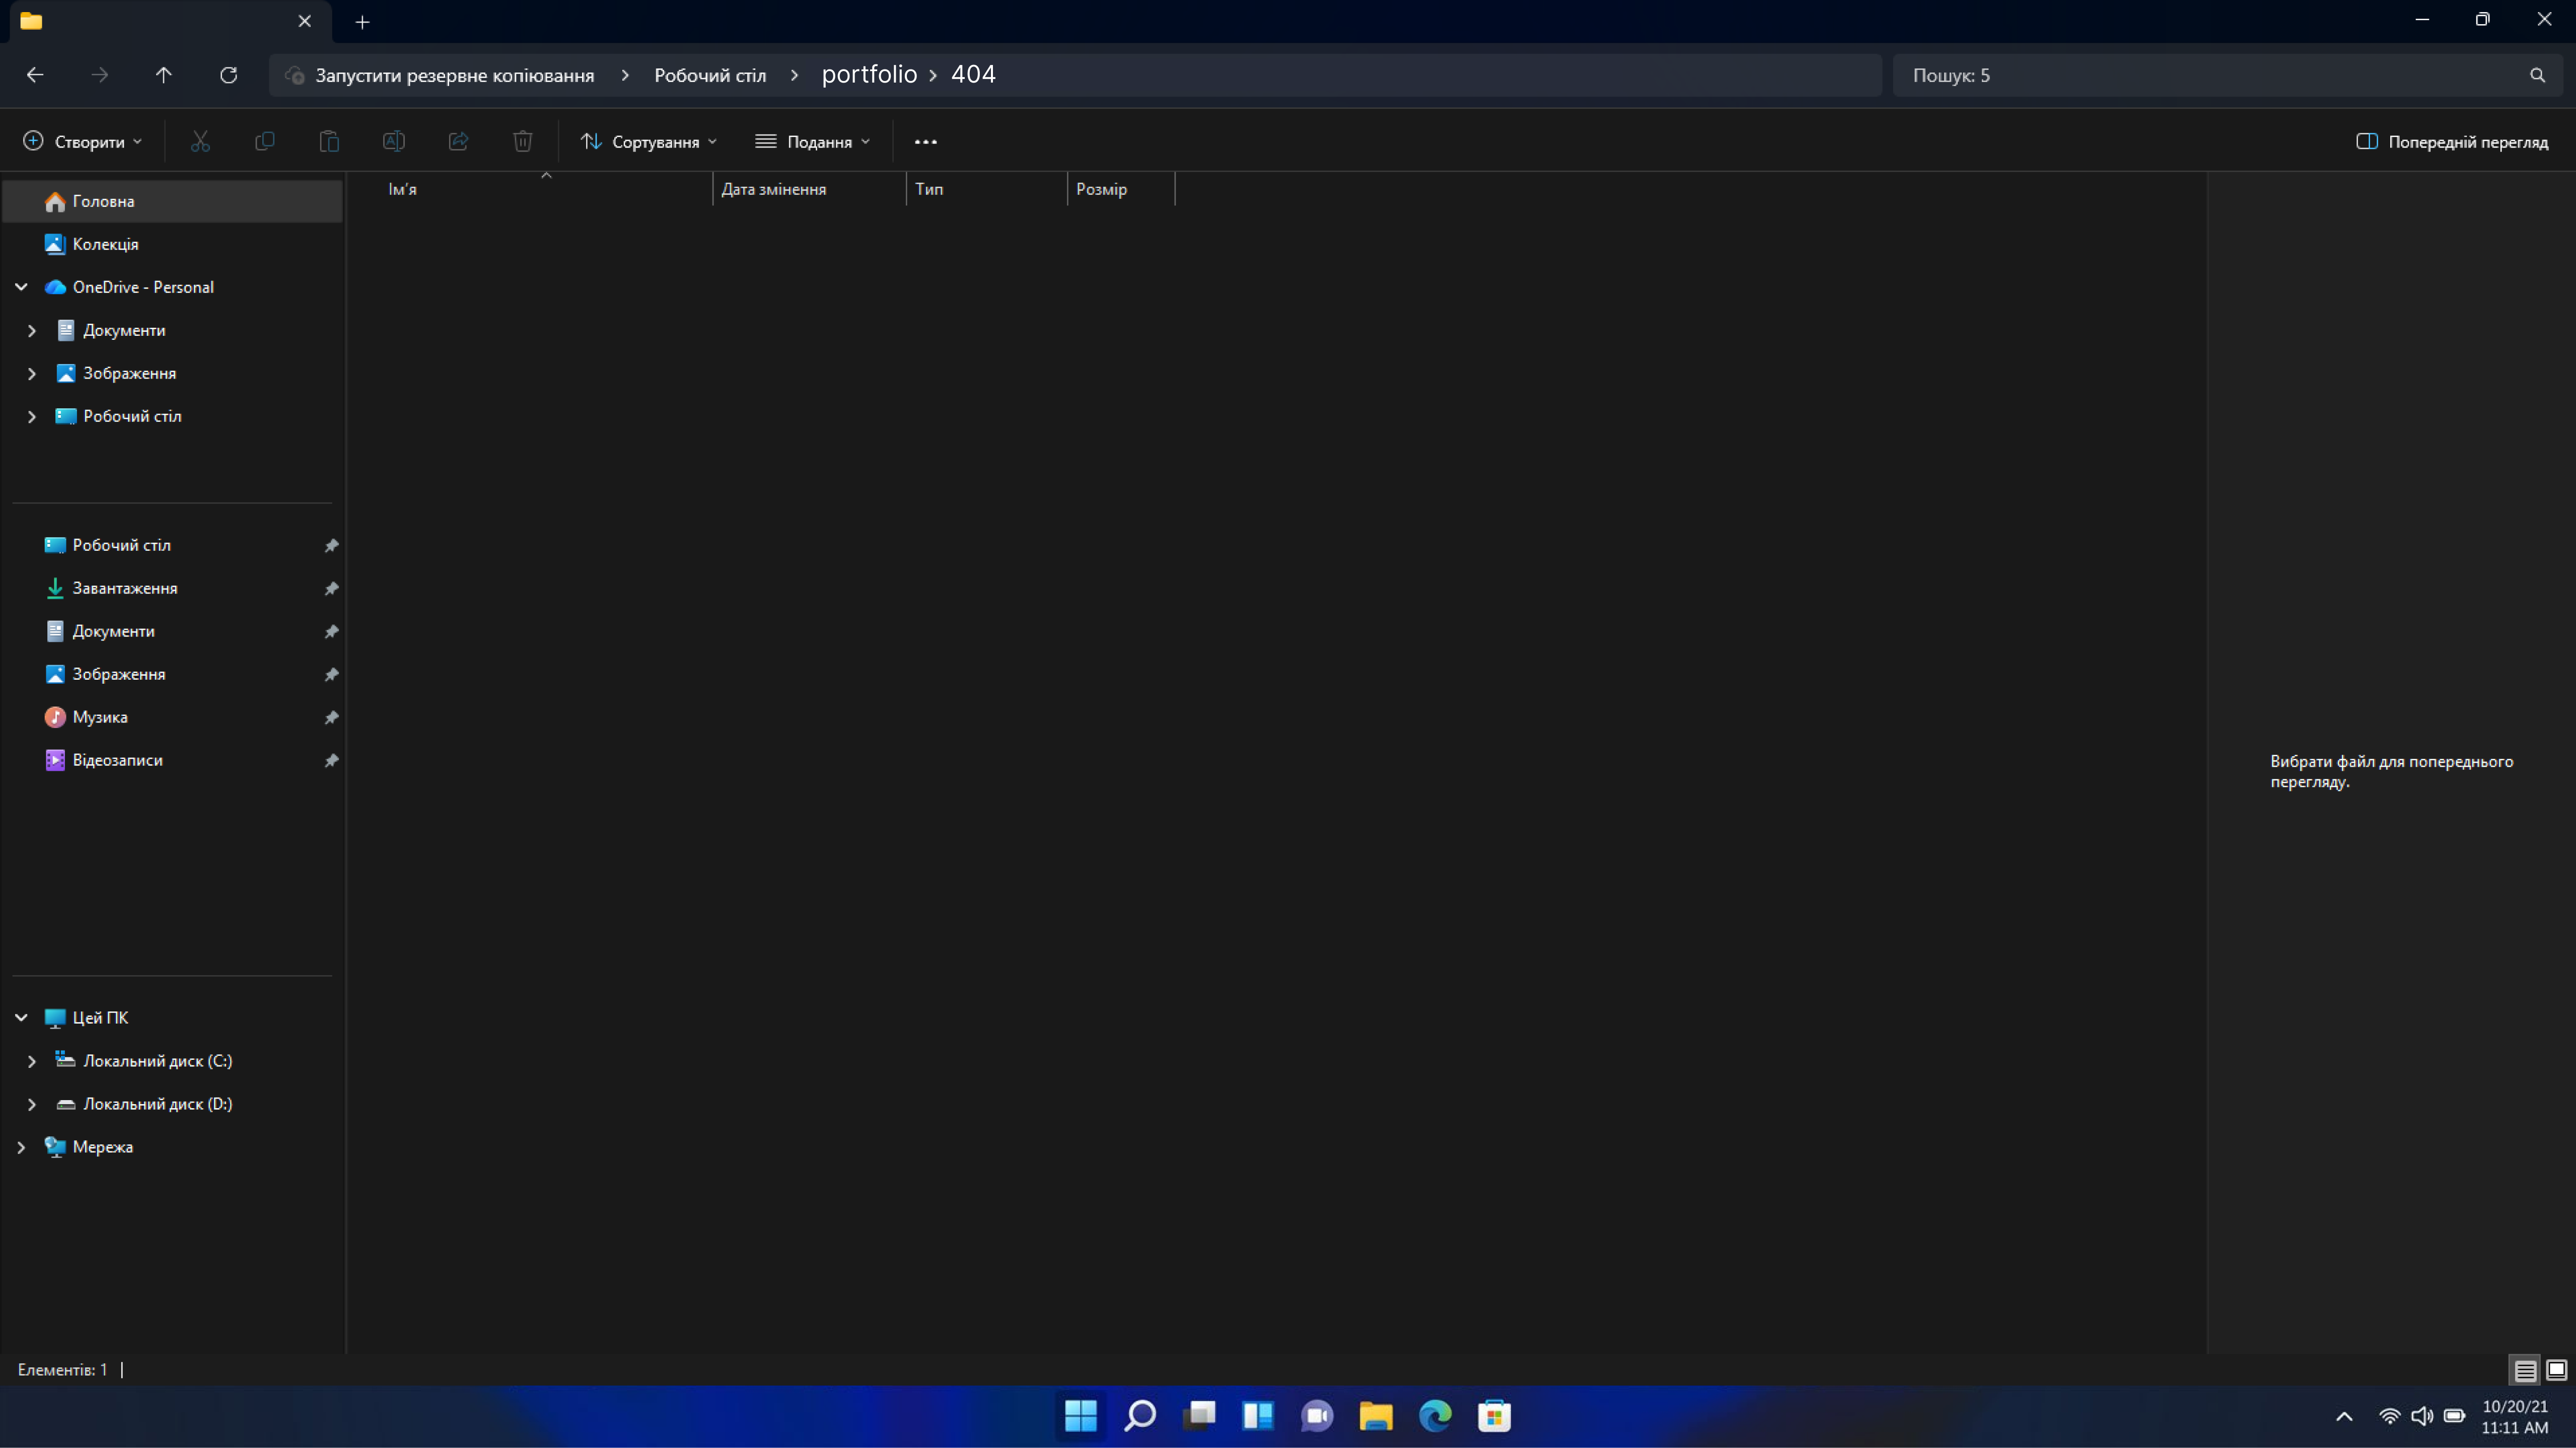 Запустити резервне копіювання > Робочий стіл > portfolio > 404
Пошук: 5
Створити
Сортування
Подання
Попередній перегляд
Ім'я Дата змінення Тип Розмір
Головна
Колекція
OneDrive - Personal
Документи
Зображення
Робочий стіл
Робочий стіл
Завантаження
Документи
Зображення
Музика
Відеозаписи
Вибрати файл для попереднього
перегляду.
Цей ПК
Локальний диск (C:)
Локальний диск (D:)
Мережа
Елементів: 1
10/20/21
11:11 AM